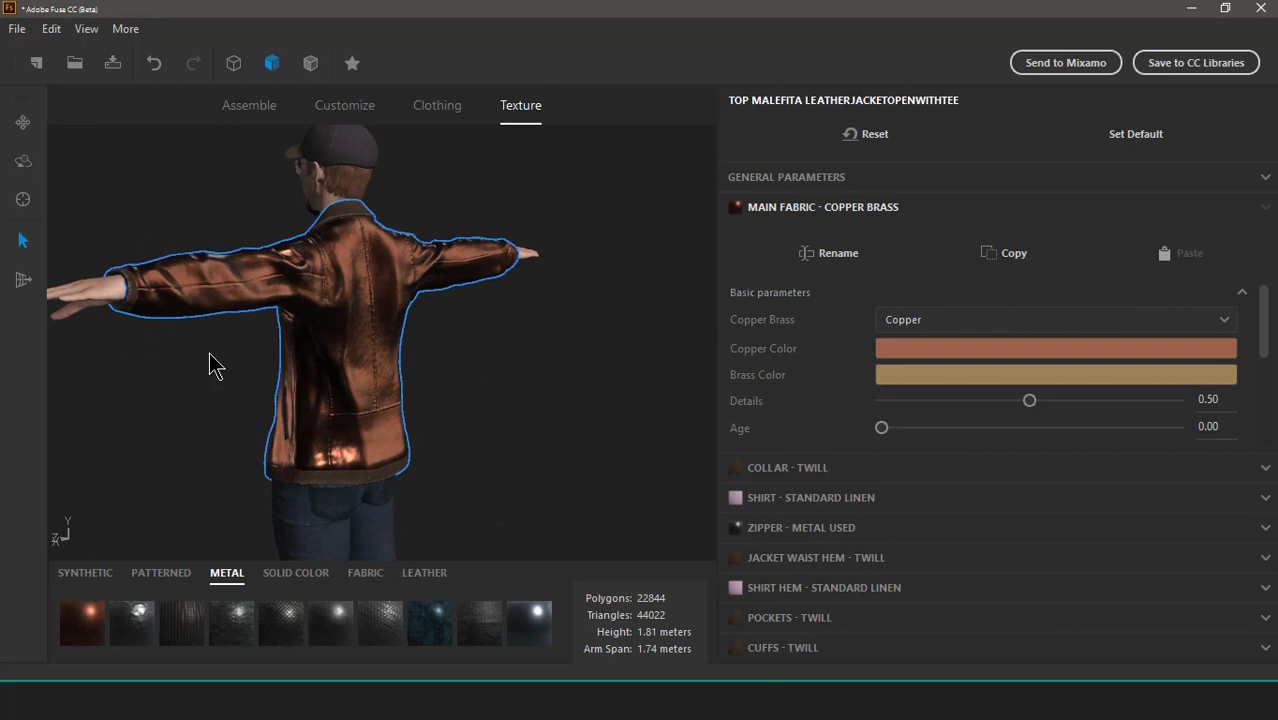 Fs * Adobe Fuse CC (Beta)
File Edit View More
Send to Mixamo Save to CC Libraries
Assemble Customize Clothing Texture
TOP MALEFITA LEATHERJACKETOPENWITHTEE
Reset Set Default
GENERAL PARAMETERS
MAIN FABRIC - COPPER BRASS
Rename Copy Paste
Basic parameters
Copper Brass Copper
Copper Color
Brass Color
Details 0.50
Age 0.00
COLLAR - TWILL
SHIRT - STANDARD LINEN
ZIPPER - METAL USED
JACKET WAIST HEM - TWILL
SHIRT HEM - STANDARD LINEN
POCKETS - TWILL
CUFFS - TWILL
Y
SYNTHETIC PATTERNED METAL SOLID COLOR FABRIC LEATHER
Polygons: 22844
Triangles: 44022
Height: 1.81 meters
Arm Span: 1.74 meters